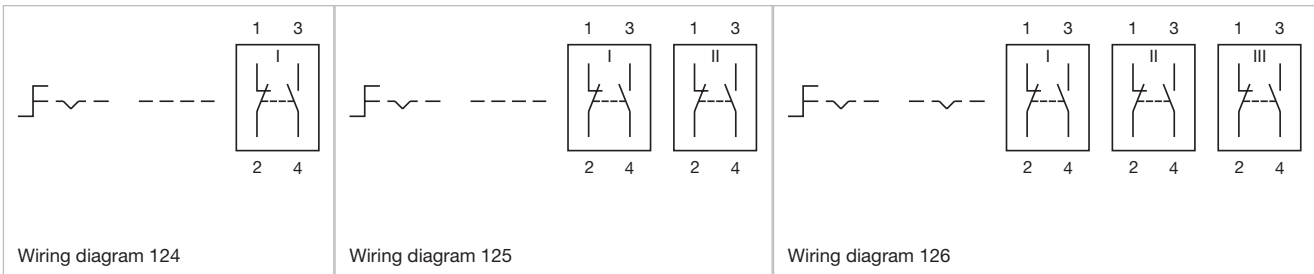 1 3
I
2 4
Wiring diagram 124
1 3 1 3
I II
2 4 2 4
Wiring diagram 125
1 3 1 3 1 3
I II III
2 4 2 4 2 4
Wiring diagram 126